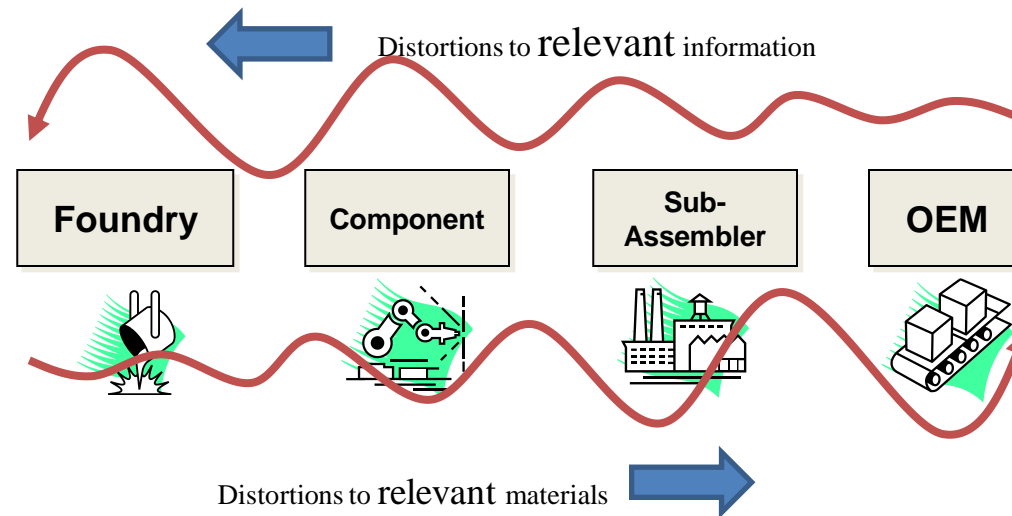 Distortions to relevant information
Foundry
Component
Sub-
Assembler
OEM
Distortions to relevant materials